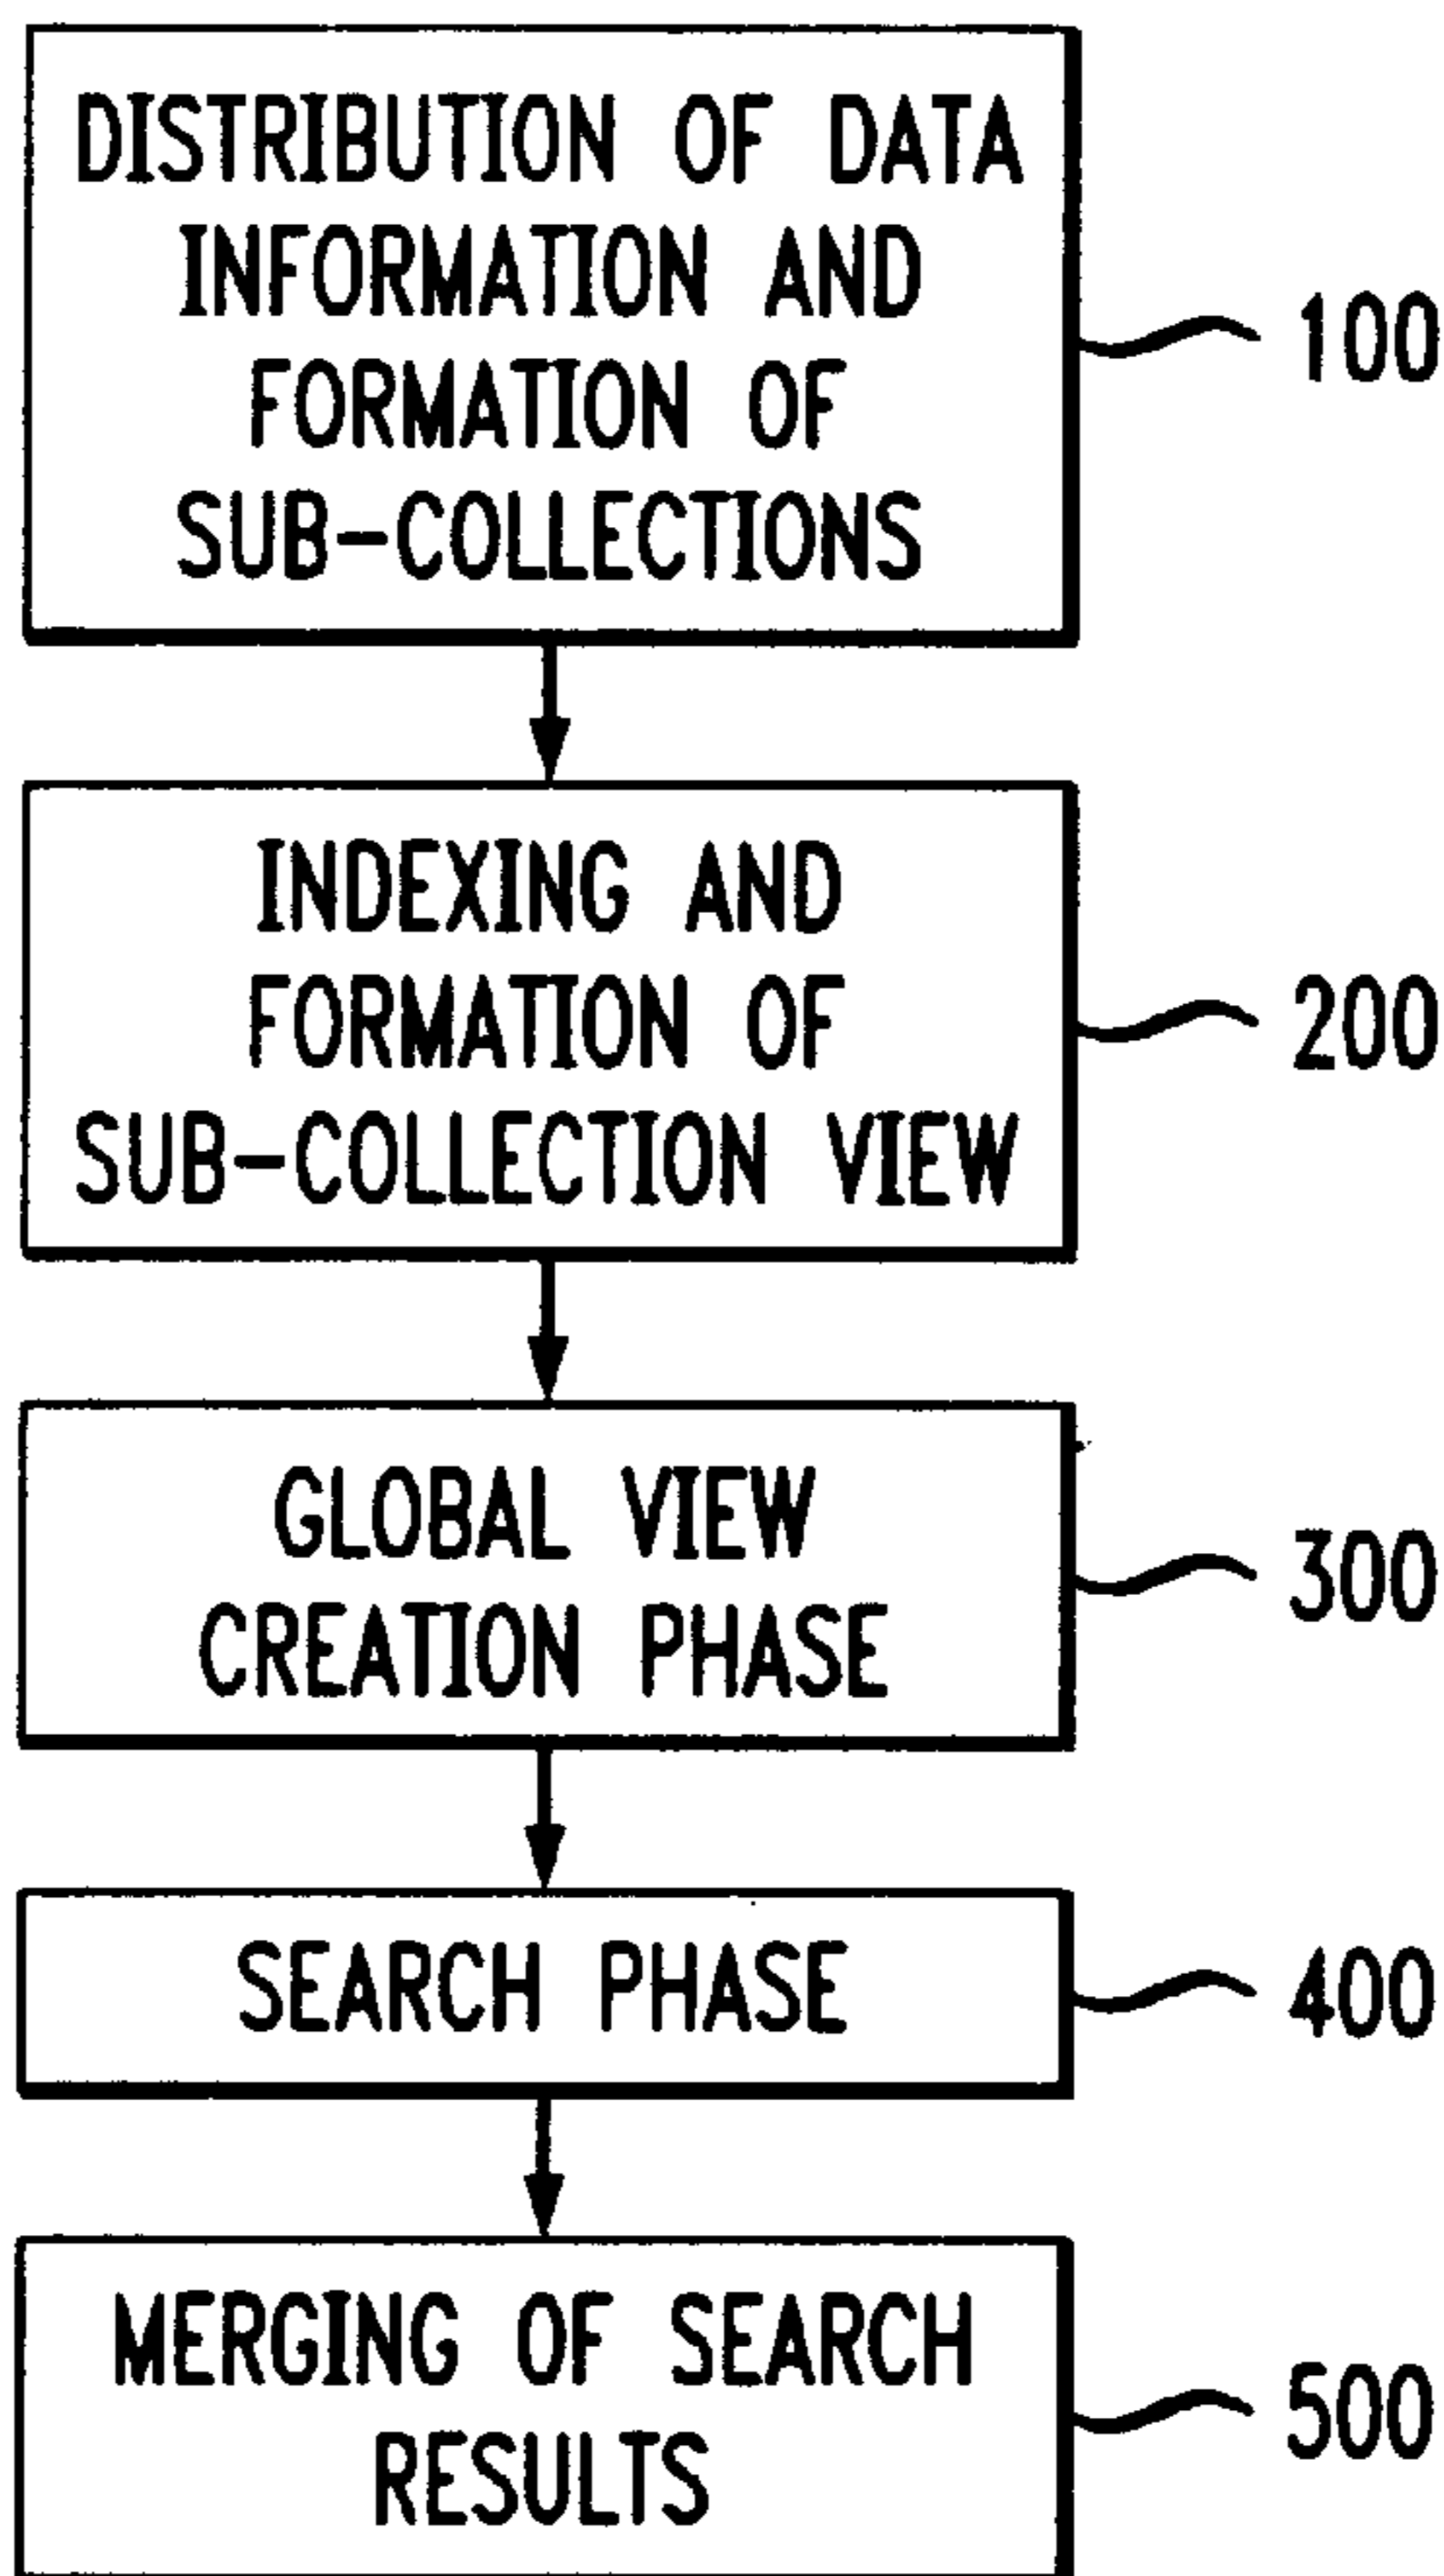 DISTRIBUTION OF DATA
INFORMATION AND
FORMATION OF
SUB-COLLECTIONS
100
INDEXING AND
FORMATION OF
SUB-COLLECTION VIEW
200
GLOBAL VIEW
CREATION PHASE
300
SEARCH PHASE
400
MERGING OF SEARCH
RESULTS
500